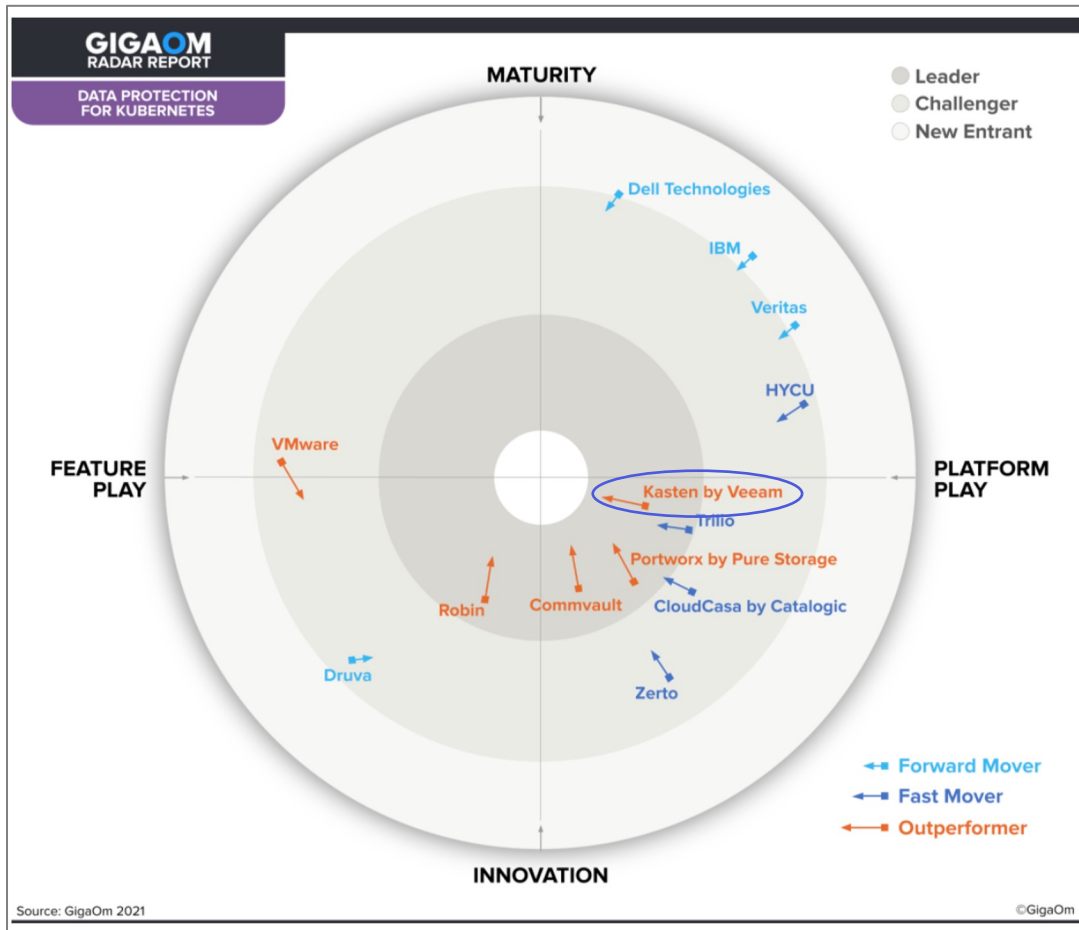 GIGAOM
RADAR REPORT
DATA PROTECTION
FOR KUBERNETES
MATURITY
Leader
Challenger
New Entrant
Dell Technologies
IBM
Veritas
HYCU
VMware
FEATURE
PLAY
PLATFORM
PLAY
Kasten by Veeam
Trilio
Portworx by Pure Storage
Robin
Commvault
CloudCasa by Catalogic
Druva
Zerto
Forward Mover
Fast Mover
Outperformer
INNOVATION
Source: GigaOm 2021
©GigaOm